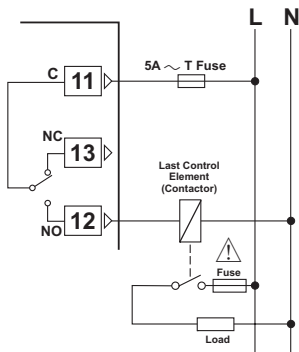 L N
5A ~ T Fuse
C 11
NC
13
Last Control
Element
(Contactor)
12
NO
Fuse
Load